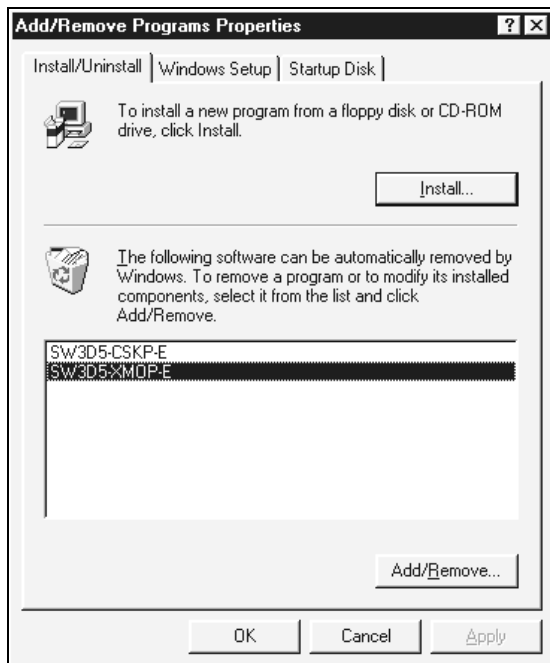 Add/Remove Programs Properties
Install/Uninstall
Windows Setup
Startup Disk
To install a new program from a floppy disk or CD-ROM
drive, click Install.
Install...
The following software can be automatically removed by
Windows. To remove a program or to modify its installed
components, select it from the list and click
Add/Remove.
SW3D5-CSKP-E
SW3D5-XMOP-E
Add/Remove...
OK
Cancel
Apply